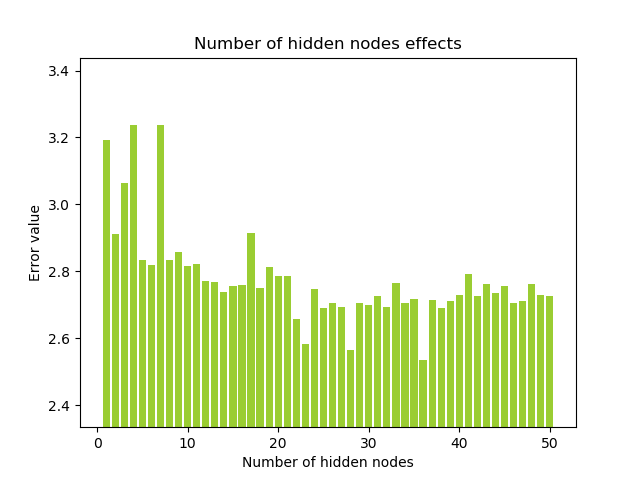 Number of hidden nodes effects
Error value
3.4
3.2
3.0
2.8
2.6
2.4
0 10 20 30 40 50
Number of hidden nodes